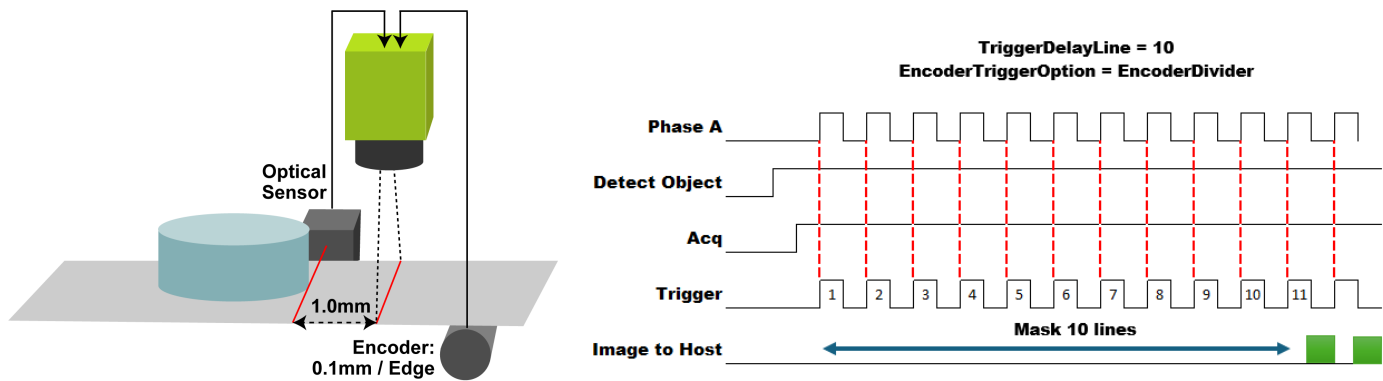 Optical
Sensor
1.0mm
Encoder:
0.1mm / Edge
TriggerDelayLine = 10
EncoderTriggerOption = EncoderDivider
Phase A
Detect Object
Acq
Trigger
1 2 3 4 5 6 7 8 9 10 11
Mask 10 lines
Image to Host